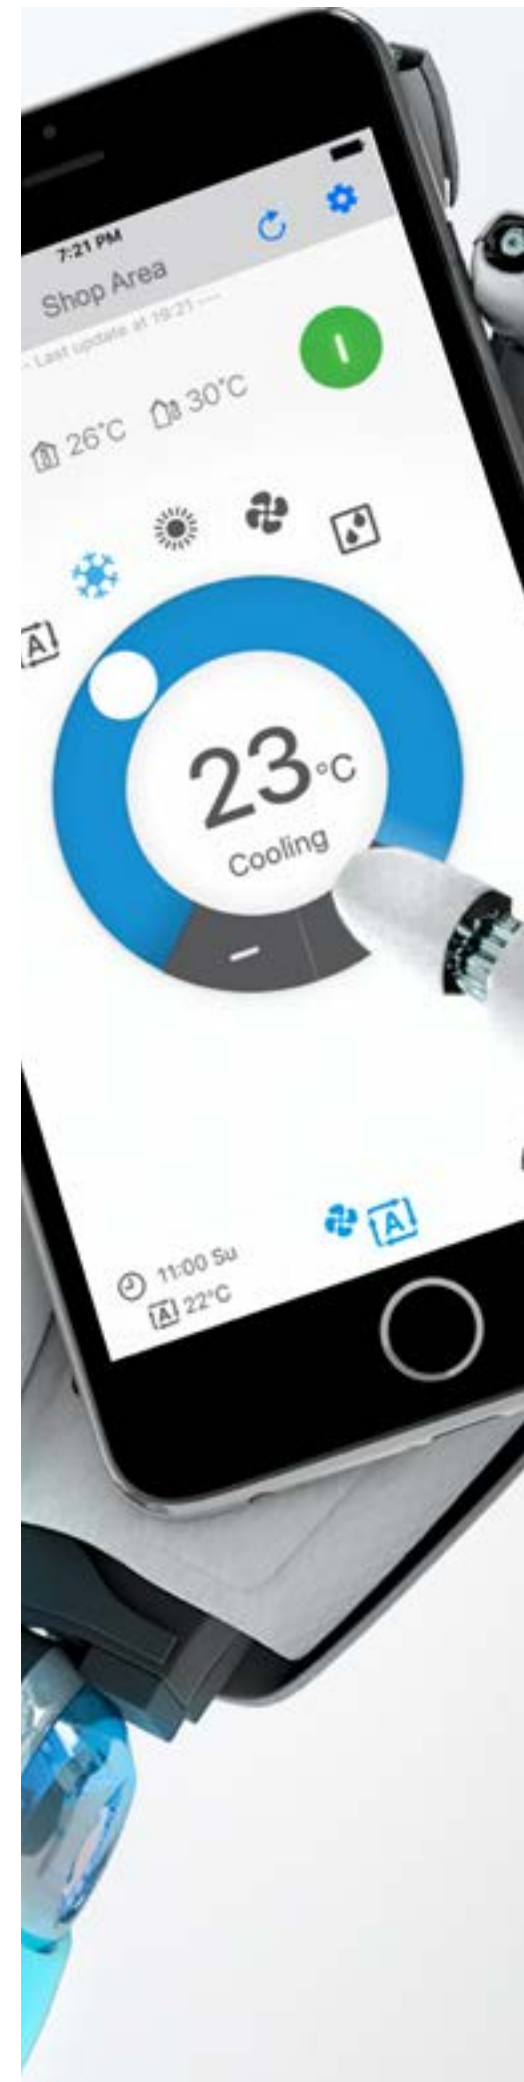 7:21 PM
Shop Area
- Last update at 19:21 ----
26°C 30°C
A
23 °C
Cooling
A
11:00 Su
A 22°C